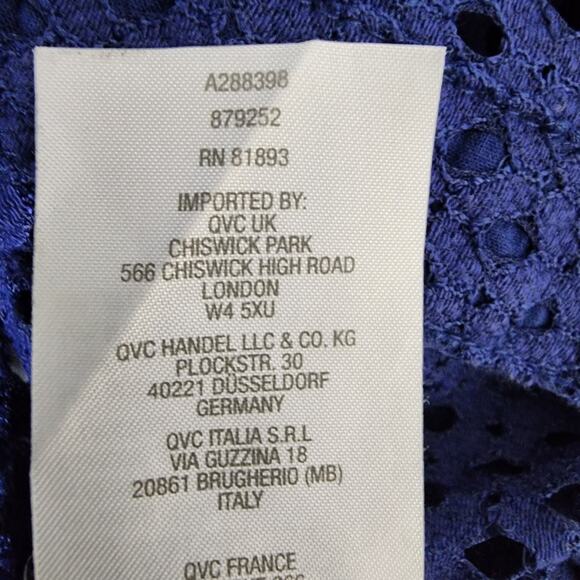 A288398
879252
RN 81893
IMPORTED BY:
QVC UK
CHISWICK PARK
566 CHISWICK HIGH ROAD
LONDON
W4 5XU
QVC HANDEL LLC & CO. KG
PLOCKSTR. 30
40221 DÜSSELDORF
GERMANY
QVC ITALIA S.R.L
VIA GUZZINA 18
20861 BRUGHERIO (MB)
ITALY
QVC FRANCE